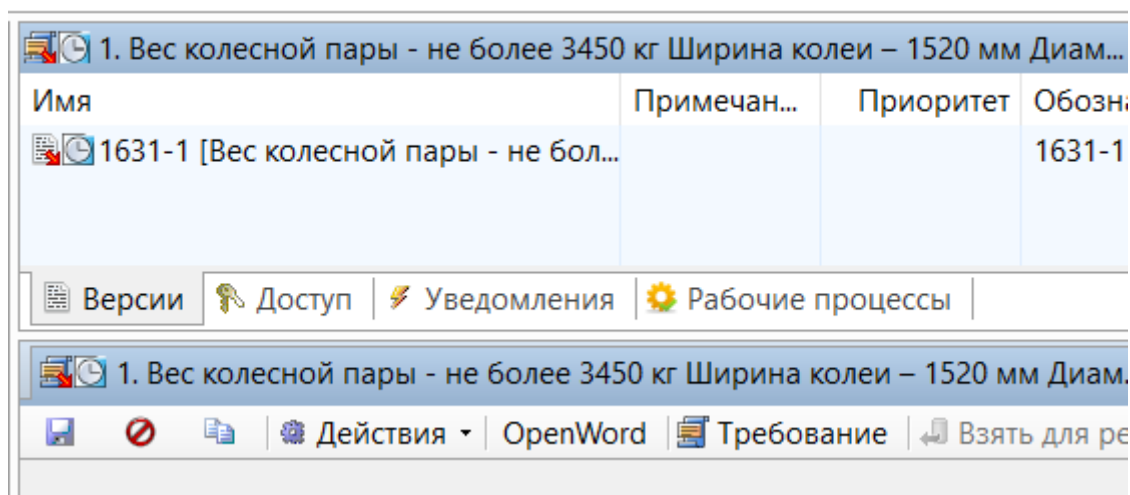 1. Вес колесной пары - не более 3450 кг Ширина колеи – 1520 мм Диам...
Имя Примечан... Приоритет Обозна
1631-1 [Вес колесной пары - не бол... 1631-1
Версии Доступ Уведомления Рабочие процессы
1. Вес колесной пары - не более 3450 кг Ширина колеи – 1520 мм Диам.
Действия OpenWord Требование Взять для ре